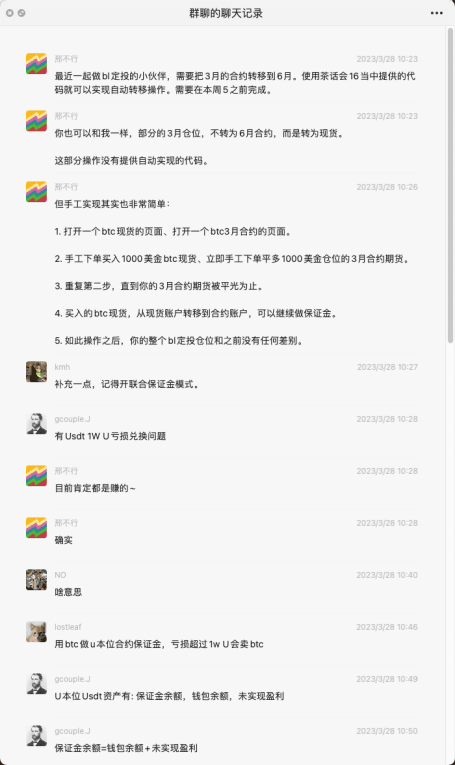 群聊的聊天记录
邢不行
2023/3/28 10:23
最近一起做bl定投的小伙伴，需要把3月的合约转移到6月。使用茶话会16当中提供的代
码就可以实现自动转移操作。需要在本周5之前完成。
邢不行
2023/3/28 10:23
你也可以和我一样，部分的3月仓位，不转为6月合约，而是转为现货。
这部分操作没有提供自动实现的代码。
邢不行
2023/3/28 10:26
但手工实现其实也非常简单：
1. 打开一个btc现货的页面、打开一个btc3月合约的页面。
2. 手工下单买入1000美金btc现货、立即手工下单平多1000美金仓位的3月合约期货。
3. 重复第二步，直到你的3月合约期货被平光为止。
4. 买入的btc现货，从现货账户转移到合约账户，可以继续做保证金。
5. 如此操作之后，你的整个bl定投仓位和之前没有任何差别。
kmh
2023/3/28 10:27
补充一点，记得开联合保证金模式。
gcouple.J
2023/3/28 10:28
有Usdt 1W U亏损兑换问题
邢不行
2023/3/28 10:28
目前肯定都是赚的~
邢不行
2023/3/28 10:28
确实
NO
2023/3/28 10:40
啥意思
lostleaf
2023/3/28 10:46
用btc做u本位合约保证金，亏损超过1w U会卖btc
gcouple.J
2023/3/28 10:49
U本位Usdt资产有: 保证金余额，钱包余额，未实现盈利
gcouple.J
2023/3/28 10:50
保证金余额=钱包余额+未实现盈利